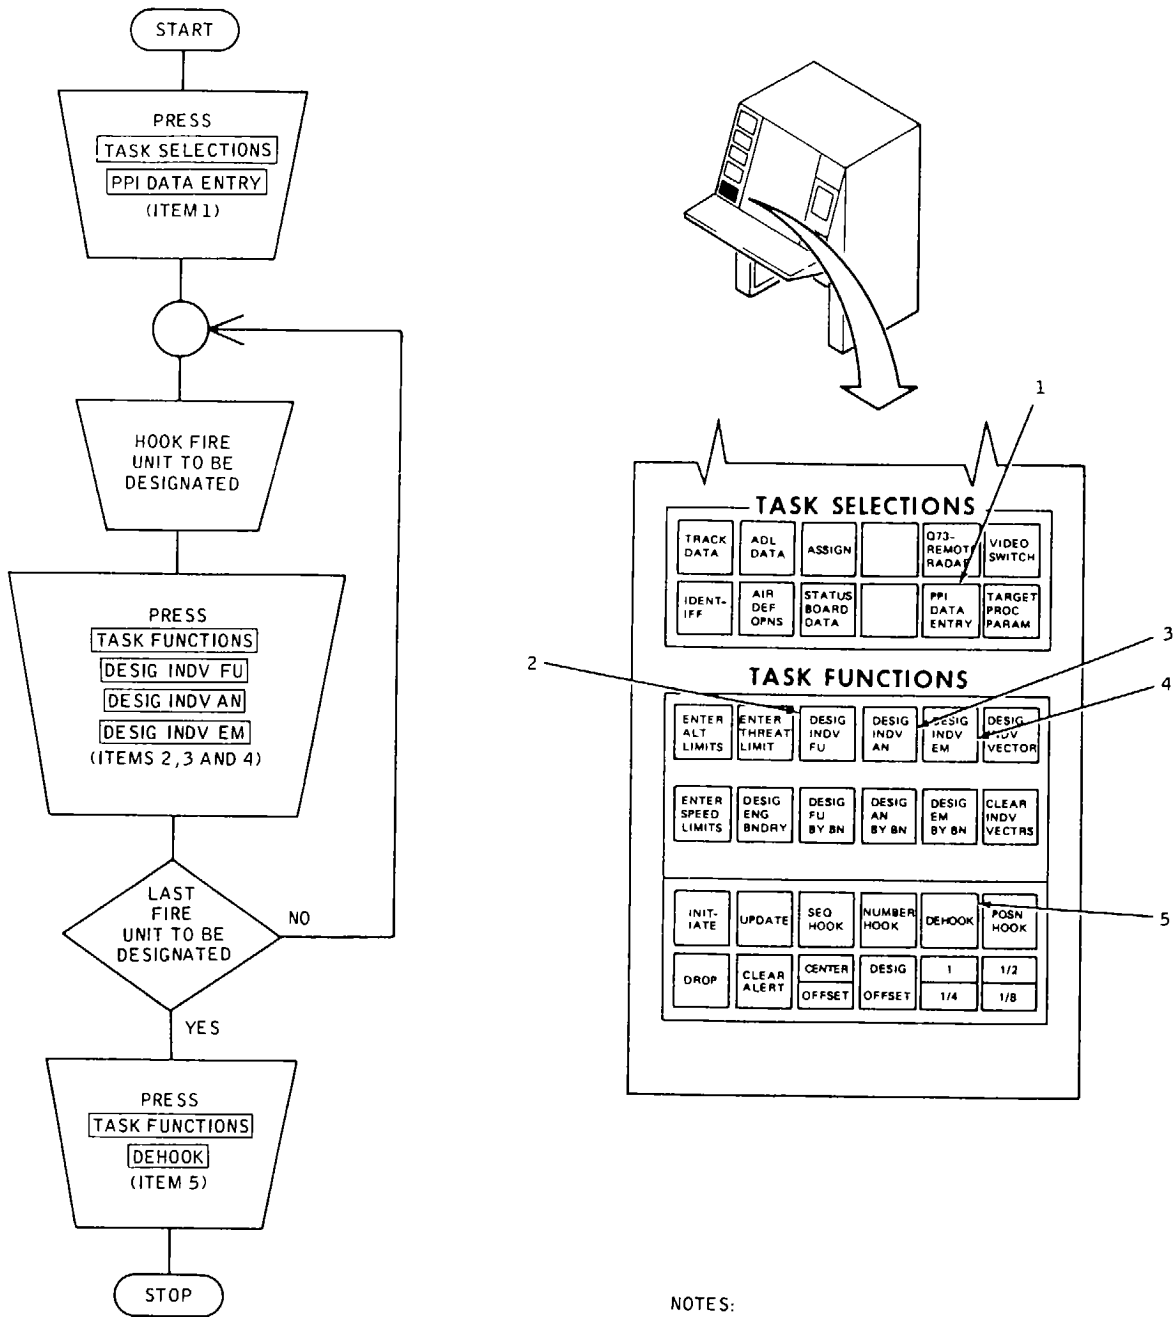 START
PRESS
TASK SELECTIONS
PPI DATA ENTRY
(ITEM 1)
HOOK FIRE
UNIT TO BE
DESIGNATED
PRESS
TASK FUNCTIONS
DESIG INDV FU
DESIG INDV AN
DESIG INDV EM
(ITEMS 2,3 AND 4)
LAST
FIRE
UNIT TO BE
DESIGNATED
NO
YES
PRESS
TASK FUNCTIONS
DEHOOK
(ITEM 5)
STOP
1
2
3
4
5
TASK SELECTIONS
TRACK
DATA
ADL
DATA
ASSIGN
Q73-
REMOTE
RADAR
VIDEO
SWITCH
IDENT-
IFF
AIR
DEF
OPNS
STATUS
BOARD
DATA
PPI
DATA
ENTRY
TARGET
PROC
PARAM
TASK FUNCTIONS
ENTER
ALT
LIMITS
ENTER
THREAT
LIMIT
DESIG
INDV
FU
DESIG
INDV
AN
DESIG
INDV
EM
DESIG
INDV
VECTOR
ENTER
SPEED
LIMITS
DESIG
ENG
BNDRY
DESIG
FU
BY BN
DESIG
AN
BY BN
DESIG
EM
BY BN
CLEAR
INDV
VECTRS
INIT-
IATE
UPDATE
SEQ
HOOK
NUMBER
HOOK
DEHOOK
POSN
HOOK
DROP
CLEAR
ALERT
CENTER
OFFSET
DESIG
OFFSET
1
1/4
1/2
1/8
NOTES: